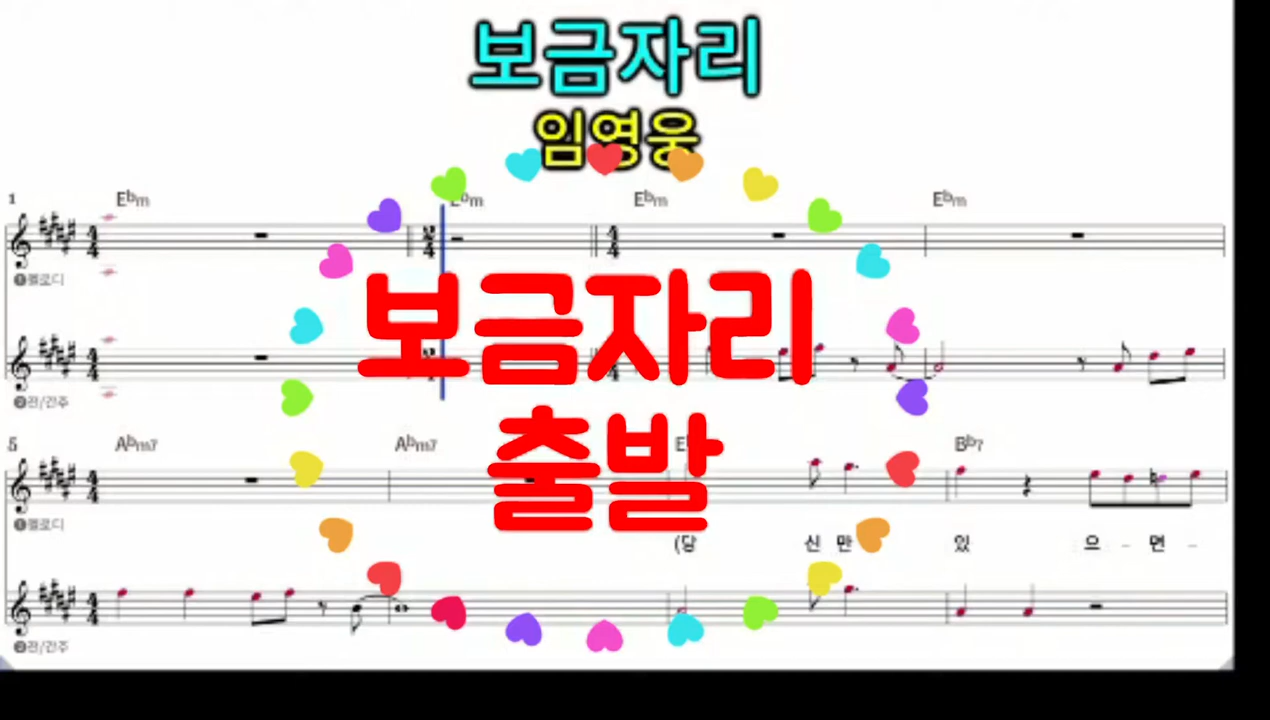 보금자리
임영웅
1 E♭m E♭m E♭m E♭m
❶멜로디
보금자리
❷관/간주
출발
5 A♭m7 A♭m7 E♭ B♭7
❶멜로디
(당 신 만 있 으 - 면 -
❷관/간주